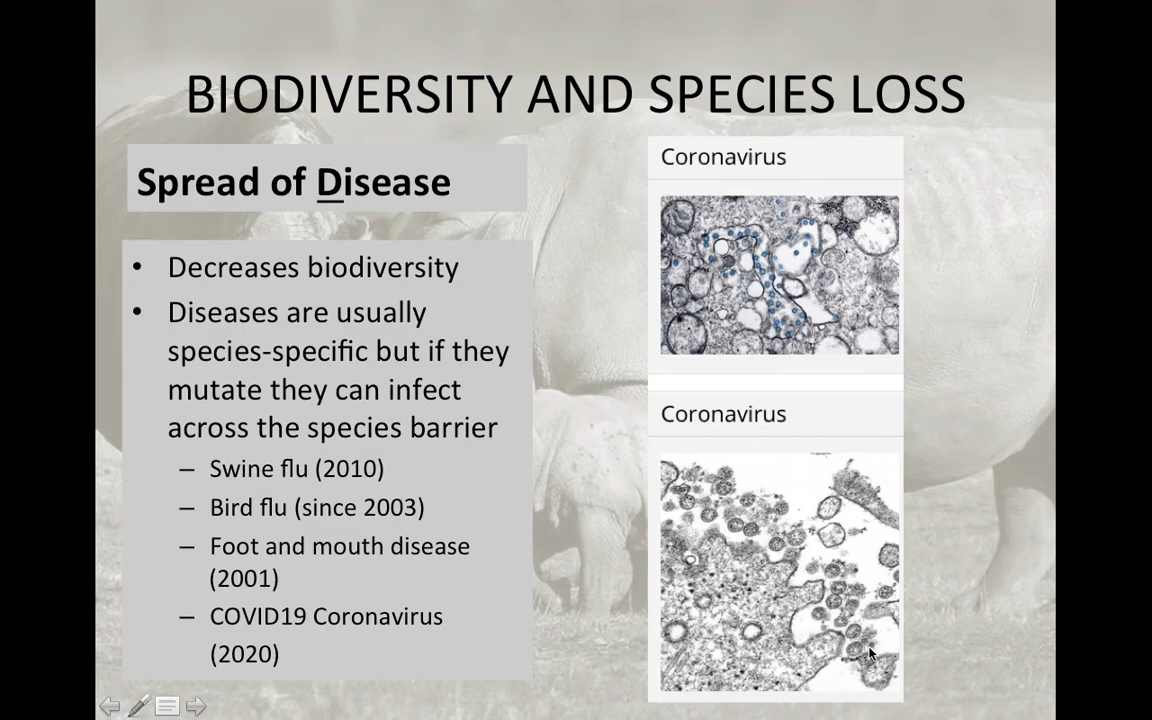 BIODIVERSITY AND SPECIES LOSS
Spread of Disease
• Decreases biodiversity
• Diseases are usually
species-specific but if they
mutate they can infect
across the species barrier
– Swine flu (2010)
– Bird flu (since 2003)
– Foot and mouth disease
(2001)
– COVID19 Coronavirus
(2020)
Coronavirus
Coronavirus